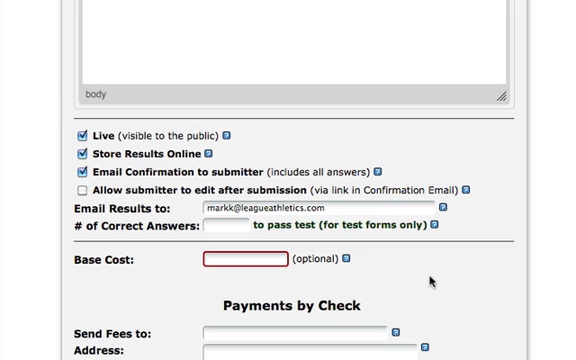 body
Live (visible to the public) ?
Store Results Online ?
Email Confirmation to submitter (includes all answers) ?
Allow submitter to edit after submission (via link in Confirmation Email) ?
Email Results to: markk@leagueathletics.com ?
# of Correct Answers: to pass test (for test forms only) ?
Base Cost: (optional) ?
Payments by Check
Send Fees to: ?
Address: ?